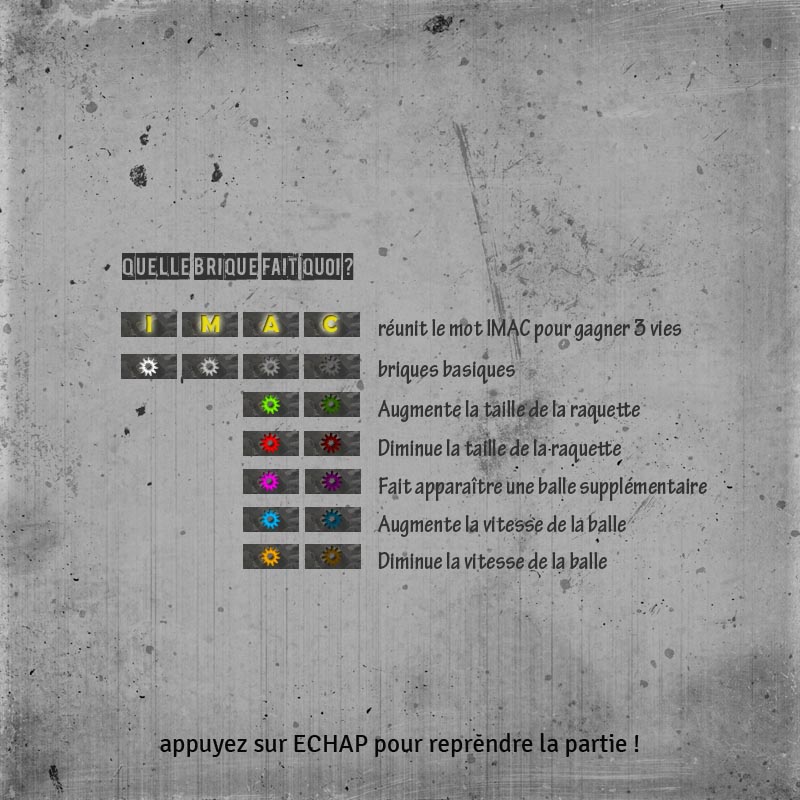 QUELLE BRIQUE FAIT QUOI ?
I M A C réunit le mot IMAC pour gagner 3 vies
briques basiques
Augmente la taille de la raquette
Diminue la taille de la raquette
Fait apparaître une balle supplémentaire
Augmente la vitesse de la balle
Diminue la vitesse de la balle
appuyez sur ECHAP pour reprendre la partie !